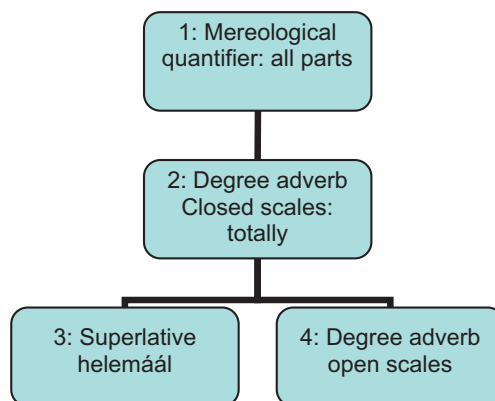 1: Mereological
quantifier: all parts
2: Degree adverb
Closed scales:
totally
3: Superlative
helemáál
4: Degree adverb
open scales